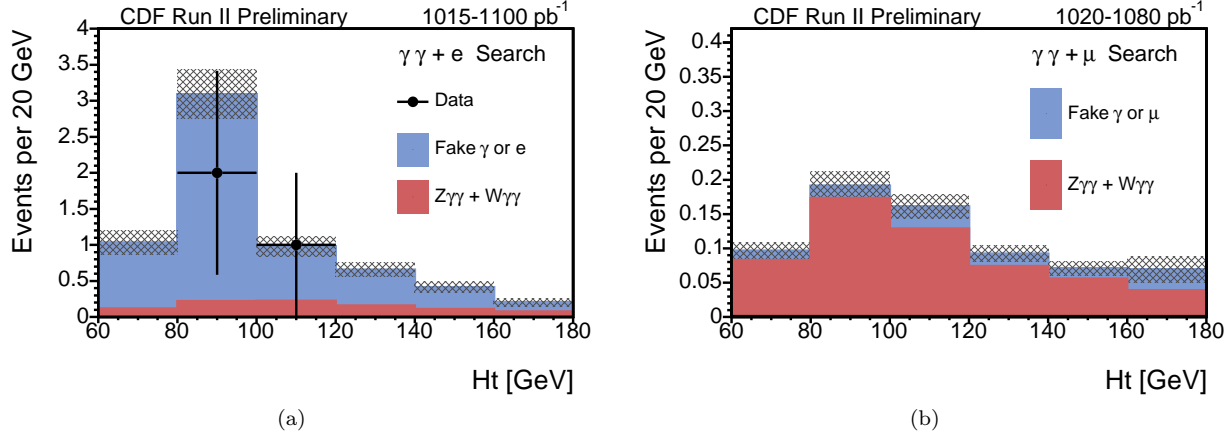 CDF Run II Preliminary 1015-1100 pb⁻¹
Events per 20 GeV
4
3.5
3
2.5
2
1.5
1
0.5
0
γ γ + e Search
Data
Fake γ or e
Zγγ + Wγγ
60 80 100 120 140 160 180
Ht [GeV]
(a)
CDF Run II Preliminary 1020-1080 pb⁻¹
Events per 20 GeV
0.4
0.35
0.3
0.25
0.2
0.15
0.1
0.05
0
γ γ + μ Search
Fake γ or μ
Zγγ + Wγγ
60 80 100 120 140 160 180
Ht [GeV]
(b)